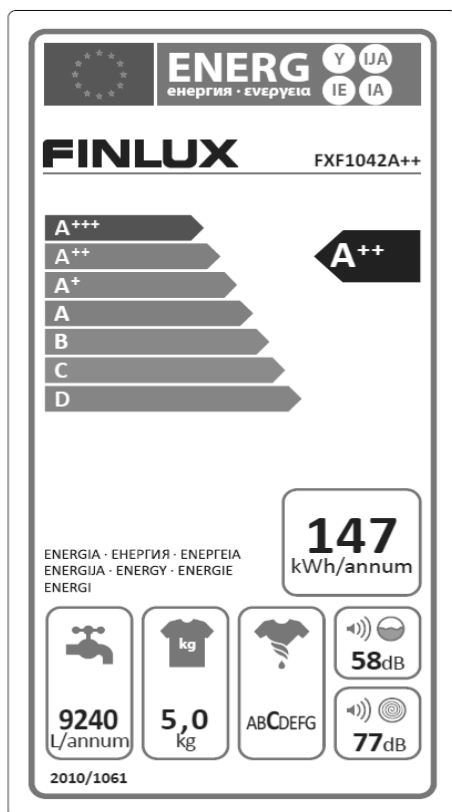 ENERG
енергия · ενεργεια
Y
IJA
IE
IA
FINLUX
FXF1042A++
A+++
A++
A+
A
B
C
D
A++
147
kWh/annum
ENERGIA · ЕНЕРГИЯ · ΕΝΕΡΓΕΙΑ
ENERGIJA · ENERGY · ENERGIE
ENERGI
kg
9240
L/annum
5,0
kg
ABCDEFG
58dB
77dB
2010/1061